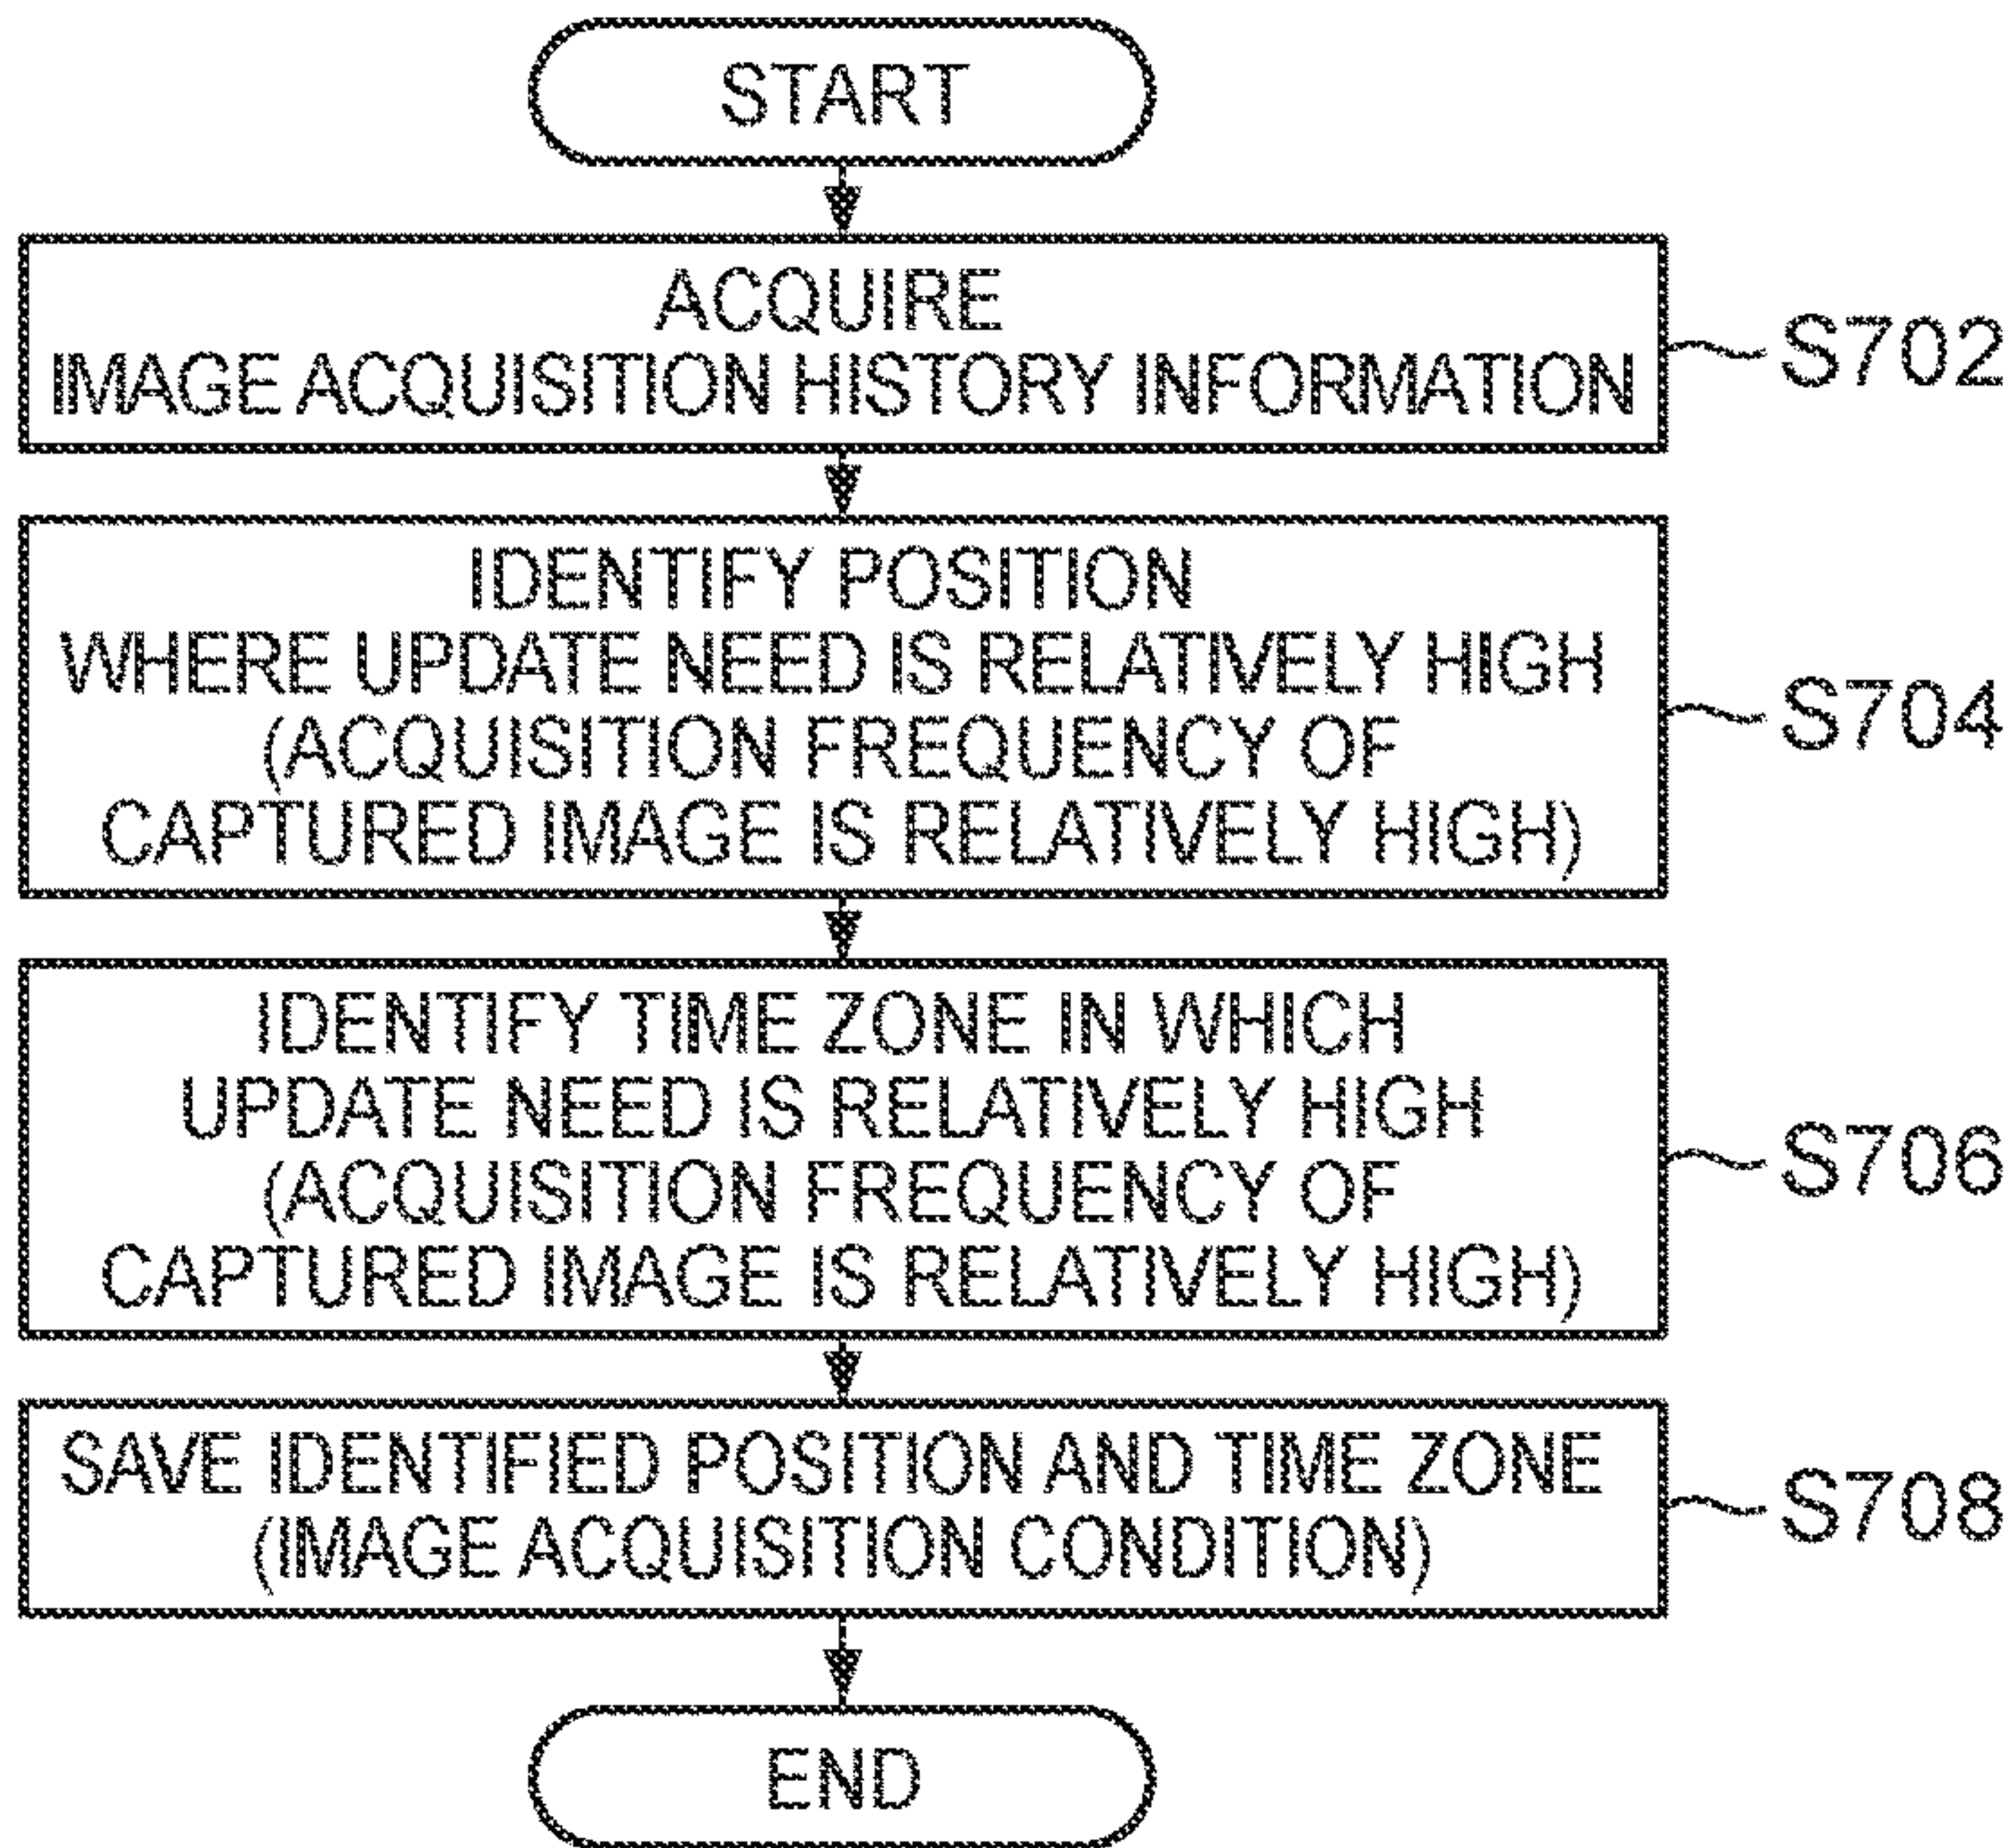 START
ACQUIRE
IMAGE ACQUISITION HISTORY INFORMATION
S702
IDENTIFY POSITION
WHERE UPDATE NEED IS RELATIVELY HIGH
(ACQUISITION FREQUENCY OF
CAPTURED IMAGE IS RELATIVELY HIGH)
S704
IDENTIFY TIME ZONE IN WHICH
UPDATE NEED IS RELATIVELY HIGH
(ACQUISITION FREQUENCY OF
CAPTURED IMAGE IS RELATIVELY HIGH)
S706
SAVE IDENTIFIED POSITION AND TIME ZONE
(IMAGE ACQUISITION CONDITION)
S708
END